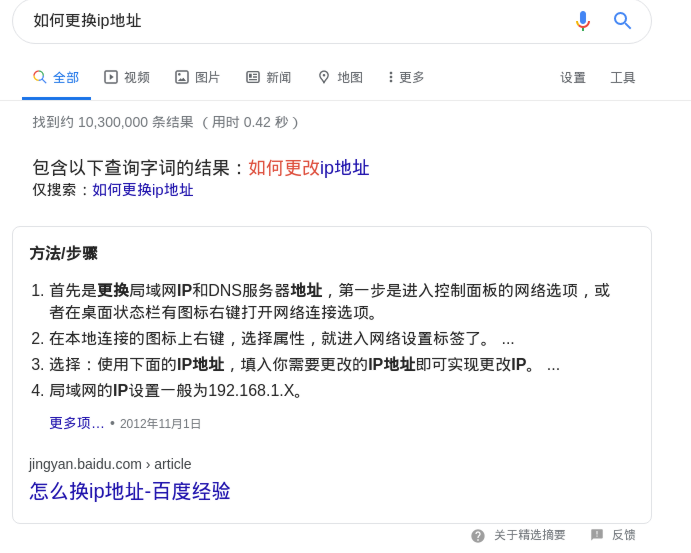 如何更换ip地址
全部 视频 图片 新闻 地图 更多 设置 工具
找到约 10,300,000 条结果 （用时 0.42 秒）
包含以下查询字词的结果：如何更改ip地址
仅搜索：如何更换ip地址
方法/步骤
1. 首先是更换局域网IP和DNS服务器地址，第一步是进入控制面板的网络选项，或
者在桌面状态栏有图标右键打开网络连接选项。
2. 在本地连接的图标上右键，选择属性，就进入网络设置标签了。 ...
3. 选择：使用下面的IP地址，填入你需要更改的IP地址即可实现更改IP。 ...
4. 局域网的IP设置一般为192.168.1.X。
更多项... • 2012年11月1日
jingyan.baidu.com › article
怎么换ip地址-百度经验
关于精选摘要 反馈